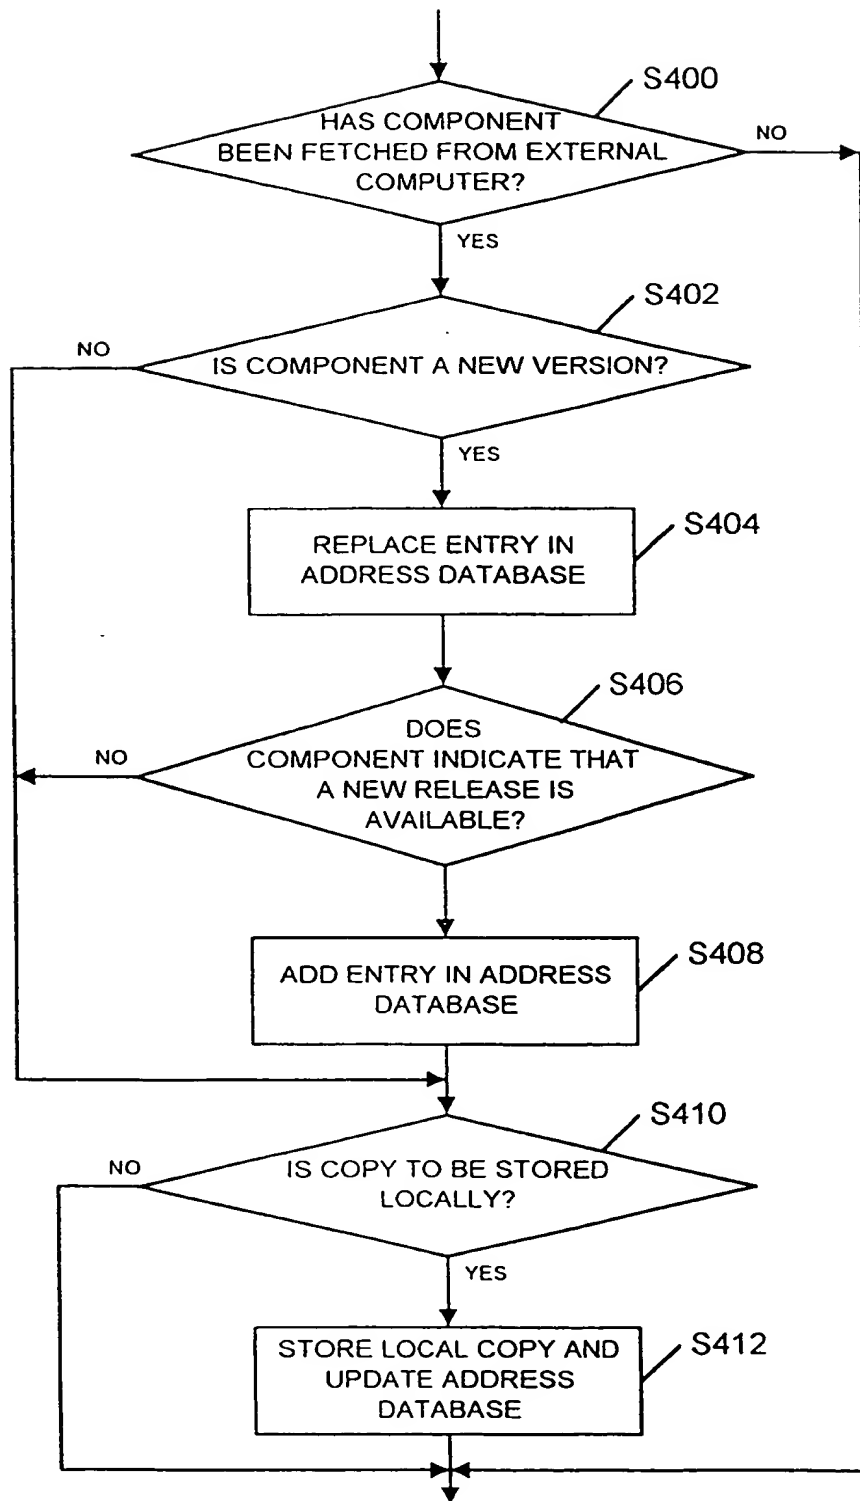 S400
HAS COMPONENT
BEEN FETCHED FROM EXTERNAL
COMPUTER?
NO
YES
S402
NO
IS COMPONENT A NEW VERSION?
YES
S404
REPLACE ENTRY IN
ADDRESS DATABASE
S406
DOES
COMPONENT INDICATE THAT
A NEW RELEASE IS
AVAILABLE?
NO
S408
ADD ENTRY IN ADDRESS
DATABASE
S410
NO
IS COPY TO BE STORED
LOCALLY?
YES
S412
STORE LOCAL COPY AND
UPDATE ADDRESS
DATABASE